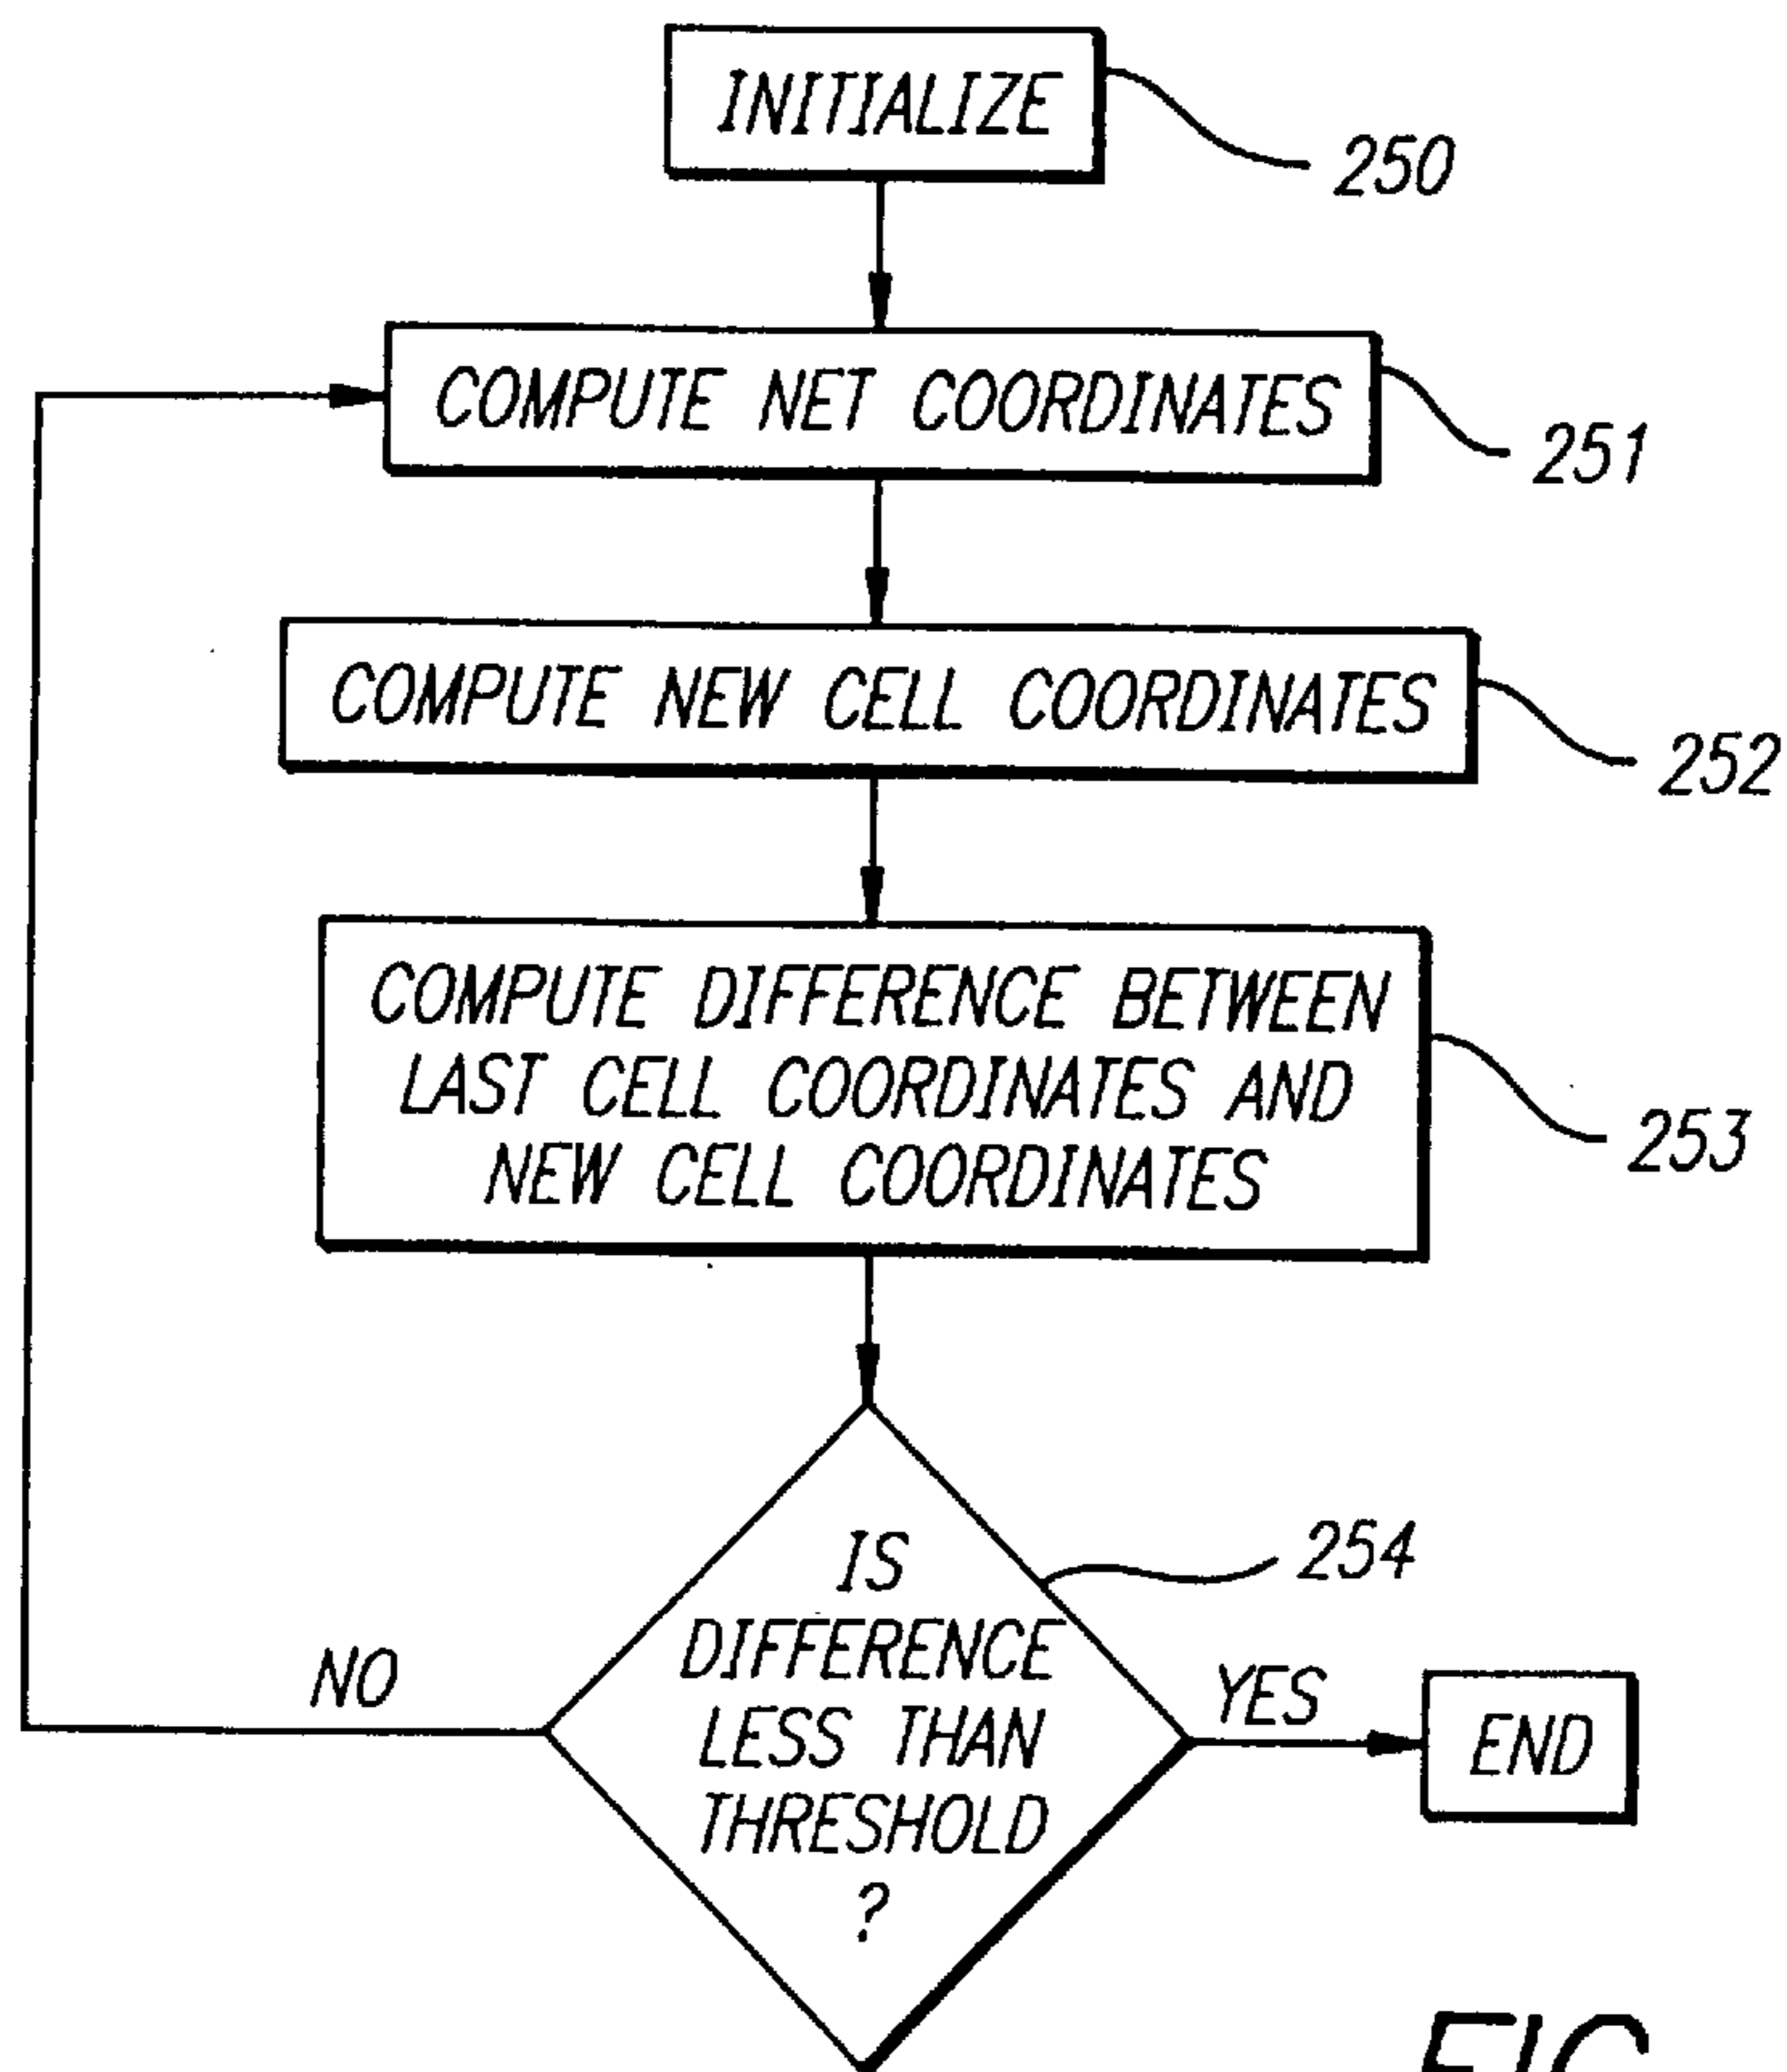 INITIALIZE
250
COMPUTE NET COORDINATES
251
COMPUTE NEW CELL COORDINATES
252
COMPUTE DIFFERENCE BETWEEN
LAST CELL COORDINATES AND
NEW CELL COORDINATES
253
IS
DIFFERENCE
LESS THAN
THRESHOLD
?
254
NO
YES
END